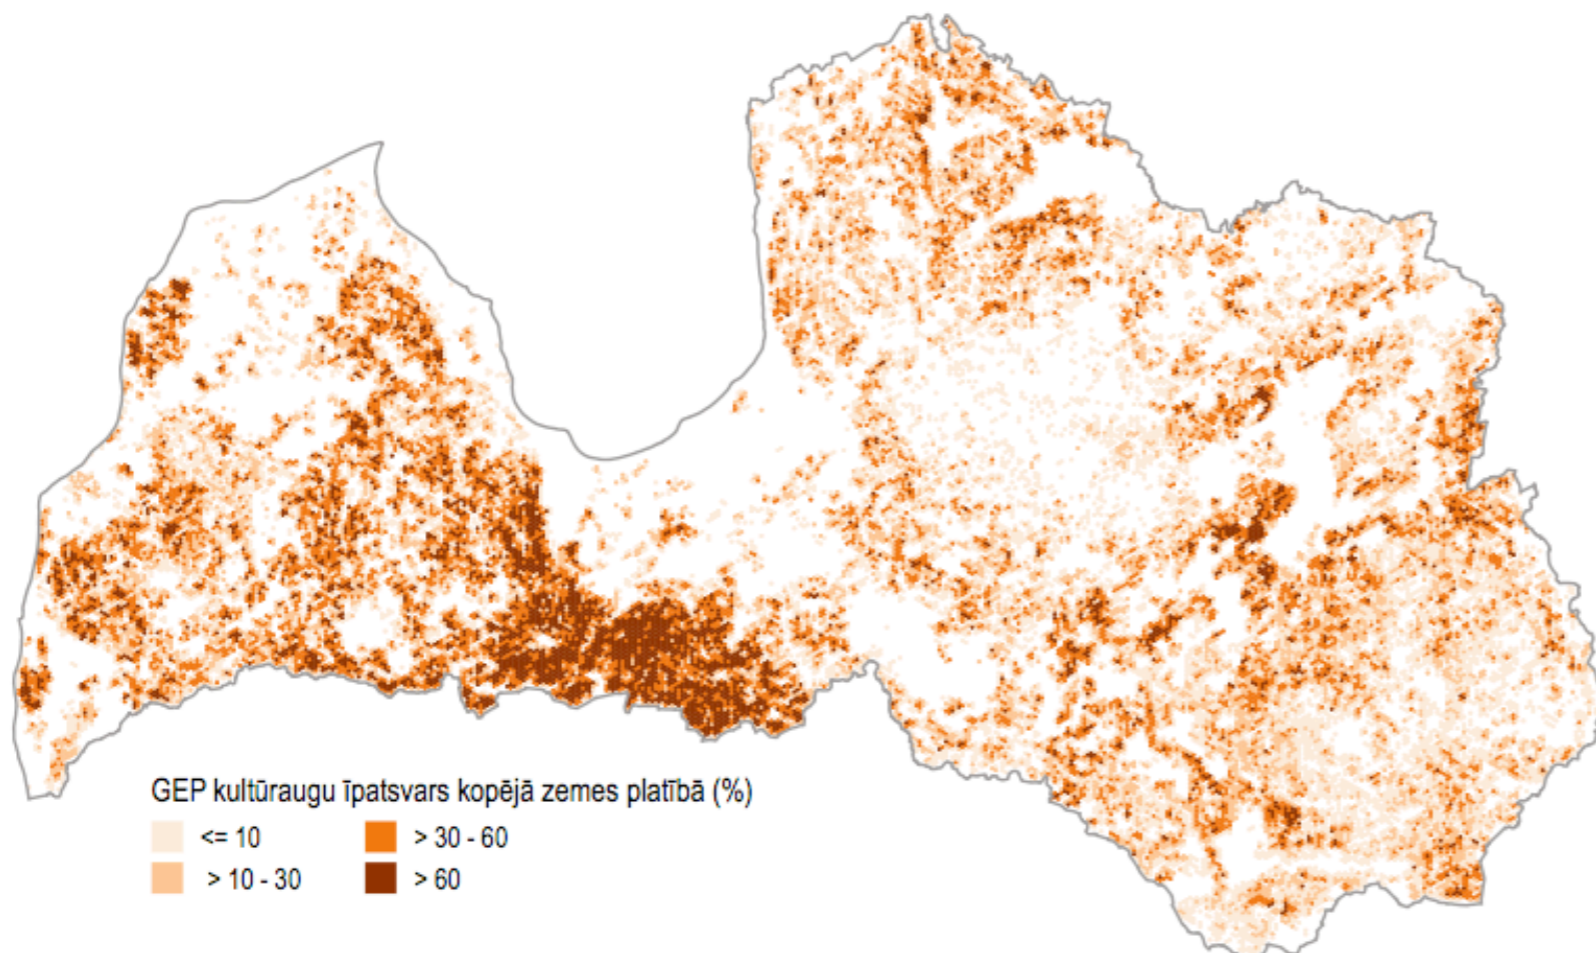 GEP kultūraugu īpatsvars kopējā zemes platībā (%)
<= 10
> 30 - 60
> 10 - 30
> 60